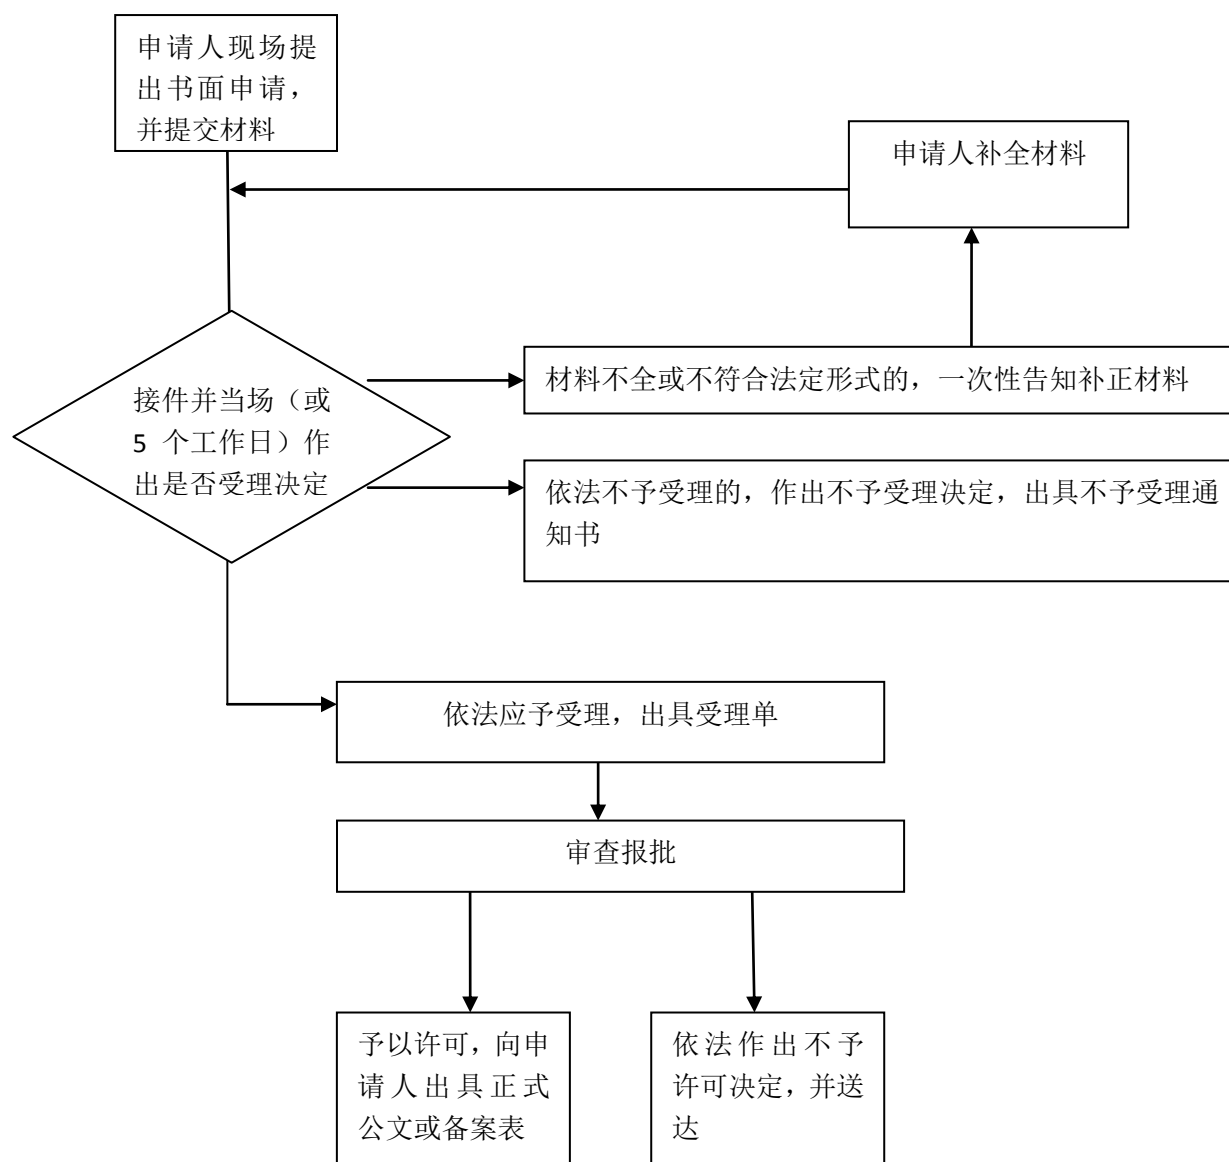 申请人现场提
出书面申请，
并提交材料
申请人补全材料
接件并当场（或
5 个工作日）作
出是否受理决定
材料不全或不符合法定形式的，一次性告知补正材料
依法不予受理的，作出不予受理决定，出具不予受理通
知书
依法应予受理，出具受理单
审查报批
予以许可，向申
请人出具正式
公文或备案表
依法作出不予
许可决定，并送
达